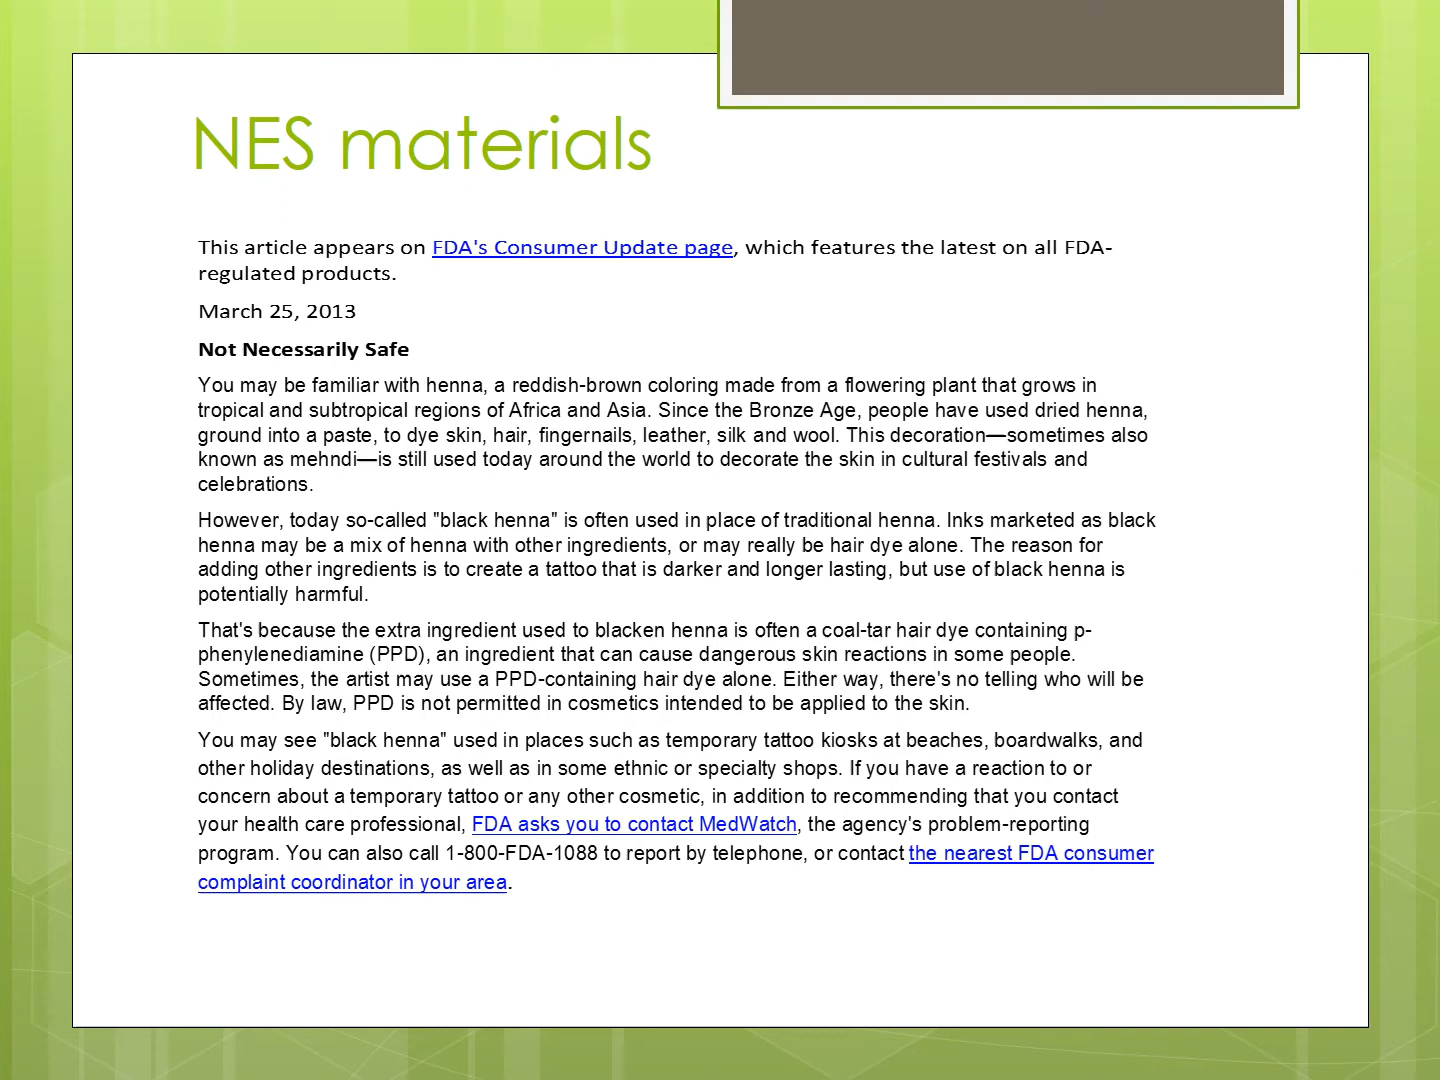 NES materials
This article appears on FDA's Consumer Update page, which features the latest on all FDA-
regulated products.
March 25, 2013
Not Necessarily Safe
You may be familiar with henna, a reddish-brown coloring made from a flowering plant that grows in
tropical and subtropical regions of Africa and Asia. Since the Bronze Age, people have used dried henna,
ground into a paste, to dye skin, hair, fingernails, leather, silk and wool. This decoration—sometimes also
known as mehndi—is still used today around the world to decorate the skin in cultural festivals and
celebrations.
However, today so-called "black henna" is often used in place of traditional henna. Inks marketed as black
henna may be a mix of henna with other ingredients, or may really be hair dye alone. The reason for
adding other ingredients is to create a tattoo that is darker and longer lasting, but use of black henna is
potentially harmful.
That's because the extra ingredient used to blacken henna is often a coal-tar hair dye containing p-
phenylenediamine (PPD), an ingredient that can cause dangerous skin reactions in some people.
Sometimes, the artist may use a PPD-containing hair dye alone. Either way, there's no telling who will be
affected. By law, PPD is not permitted in cosmetics intended to be applied to the skin.
You may see "black henna" used in places such as temporary tattoo kiosks at beaches, boardwalks, and
other holiday destinations, as well as in some ethnic or specialty shops. If you have a reaction to or
concern about a temporary tattoo or any other cosmetic, in addition to recommending that you contact
your health care professional, FDA asks you to contact MedWatch, the agency's problem-reporting
program. You can also call 1-800-FDA-1088 to report by telephone, or contact the nearest FDA consumer
complaint coordinator in your area.